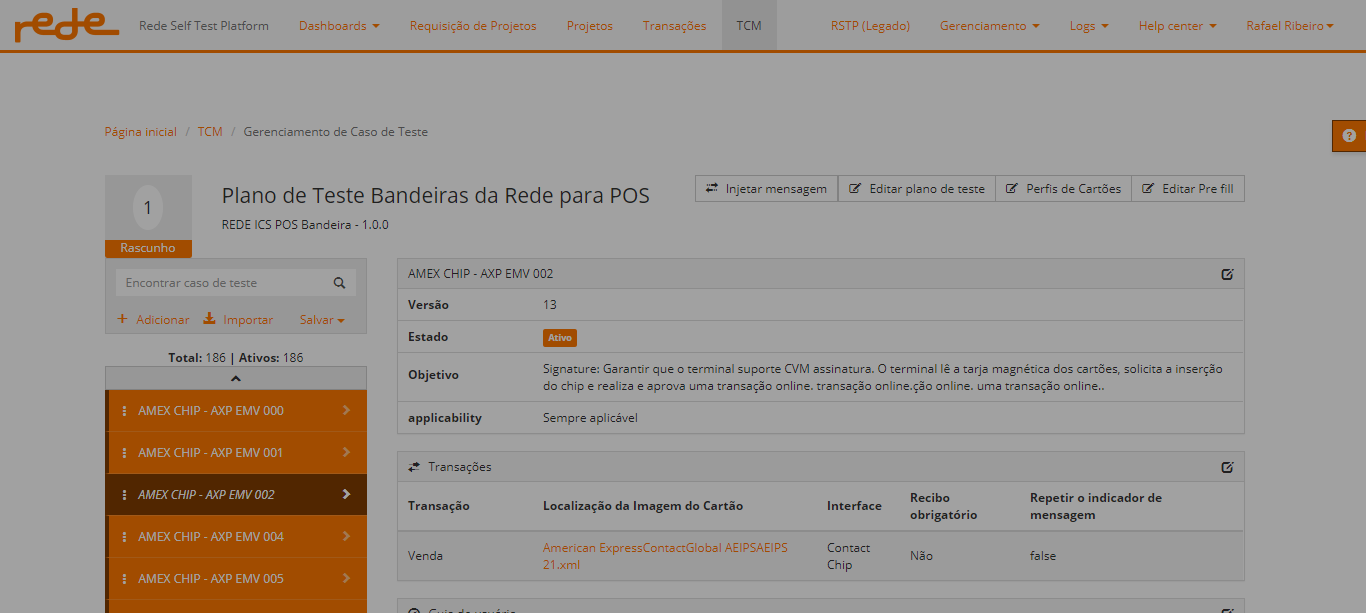 rede Rede Self Test Platform Dashboards Requisição de Projetos Projetos Transações TCM RSTP (Legado) Gerenciamento Logs Help center Rafael Ribeiro
Página inicial / TCM / Gerenciamento de Caso de Teste
1
Rascunho
Plano de Teste Bandeiras da Rede para POS
REDE ICS POS Bandeira - 1.0.0
Injetar mensagem Editar plano de teste Perfis de Cartões Editar Pre fill
Encontrar caso de teste
+ Adicionar Importar Salvar
Total: 186 | Ativos: 186
AMEX CHIP - AXP EMV 000
AMEX CHIP - AXP EMV 001
AMEX CHIP - AXP EMV 002
AMEX CHIP - AXP EMV 004
AMEX CHIP - AXP EMV 005
AMEX CHIP - AXP EMV 002
Versão 13
Estado Ativo
Objetivo Signature: Garantir que o terminal suporte CVM assinatura. O terminal lê a tarja magnética dos cartões, solicita a inserção
do chip e realiza e aprova uma transação online. transação online.ção online. uma transação online..
applicability Sempre aplicável
Transações
Transação Localização da Imagem do Cartão Interface Recibo obrigatório Repetir o indicador de mensagem
Venda American ExpressContactGlobal AEIPSAEIPS 21.xml Contact Chip Não false
Guia do usuário